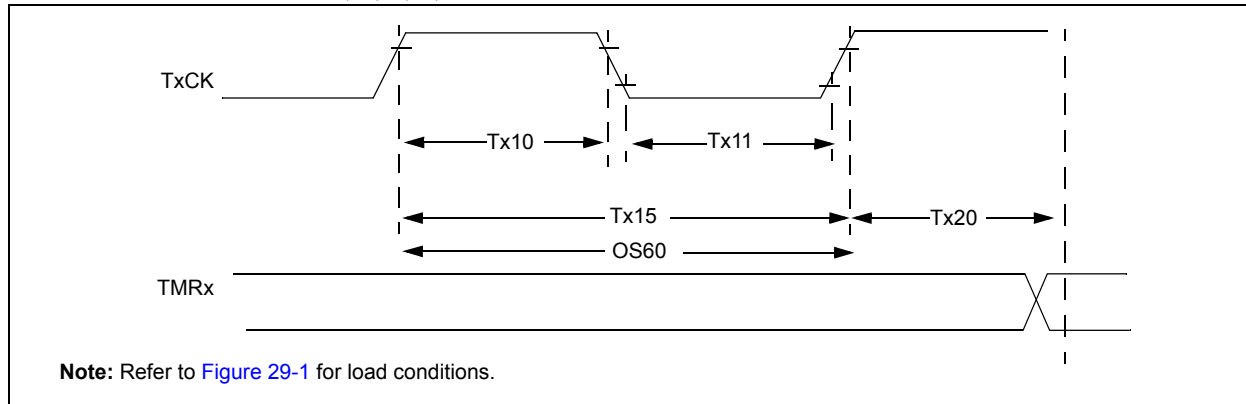 TxCK
Tx10
Tx11
Tx15
Tx20
OS60
TMRx
Note: Refer to Figure 29-1 for load conditions.